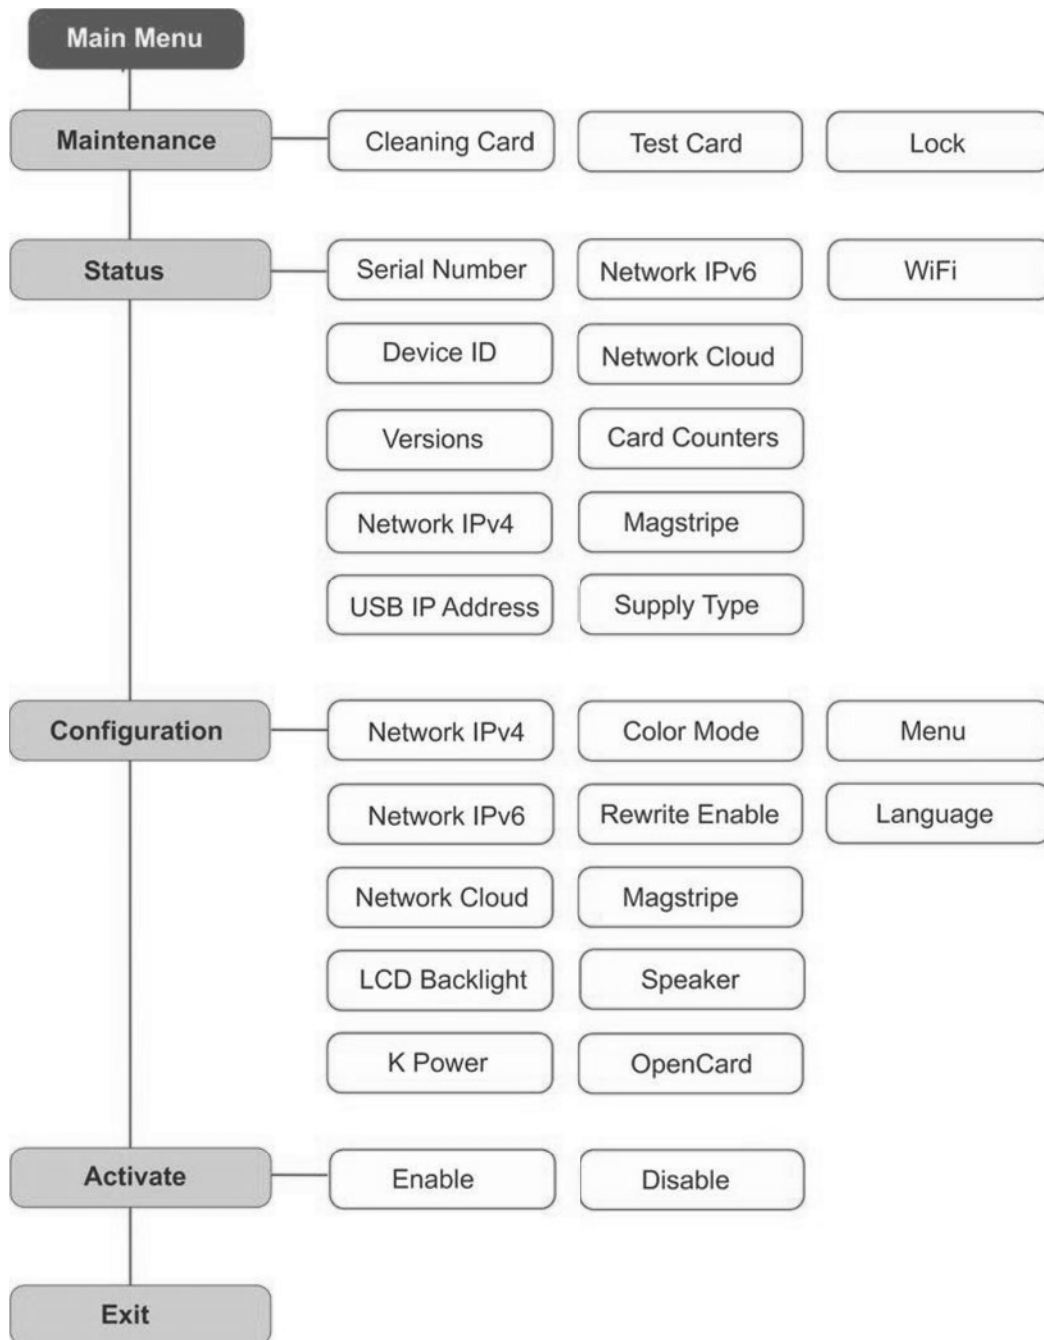 Main Menu
Maintenance
Cleaning Card
Test Card
Lock
Status
Serial Number
Network IPv6
WiFi
Device ID
Network Cloud
Versions
Card Counters
Network IPv4
Magstripe
USB IP Address
Supply Type
Configuration
Network IPv4
Color Mode
Menu
Network IPv6
Rewrite Enable
Language
Network Cloud
Magstripe
LCD Backlight
Speaker
K Power
OpenCard
Activate
Enable
Disable
Exit